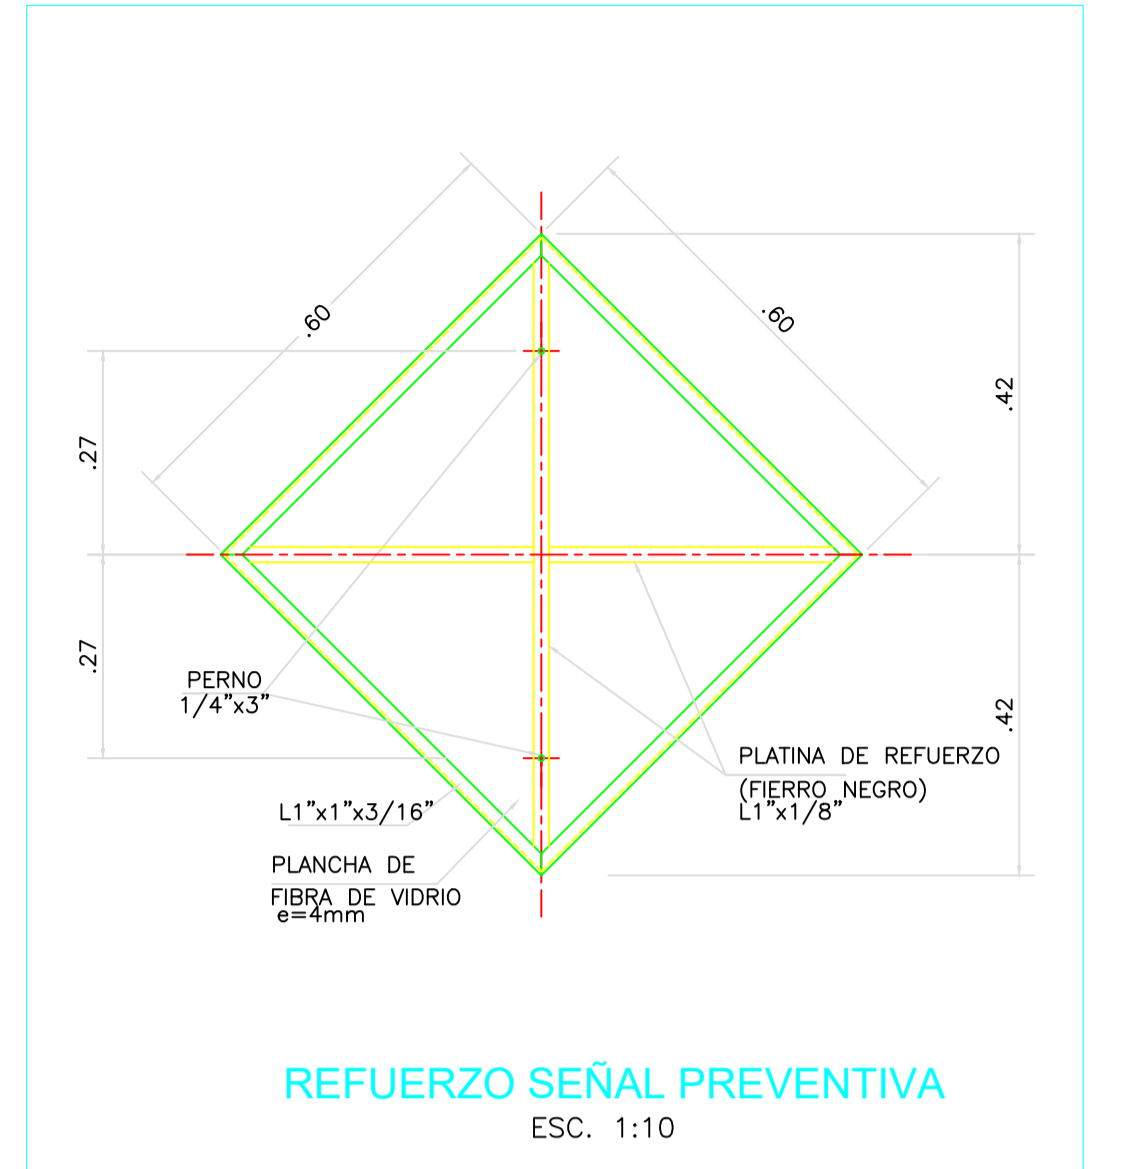 .60
.60
.42
.27
.27
.42
PERNO
1/4”x3”
PLATINA DE REFUERZO
(FIERRO NEGRO)
L1”x1/8”
L1”x1”x3/16”
PLANCHA DE
FIBRA DE VIDRIO
e=4mm
REFUERZO SEÑAL PREVENTIVA
ESC. 1:10